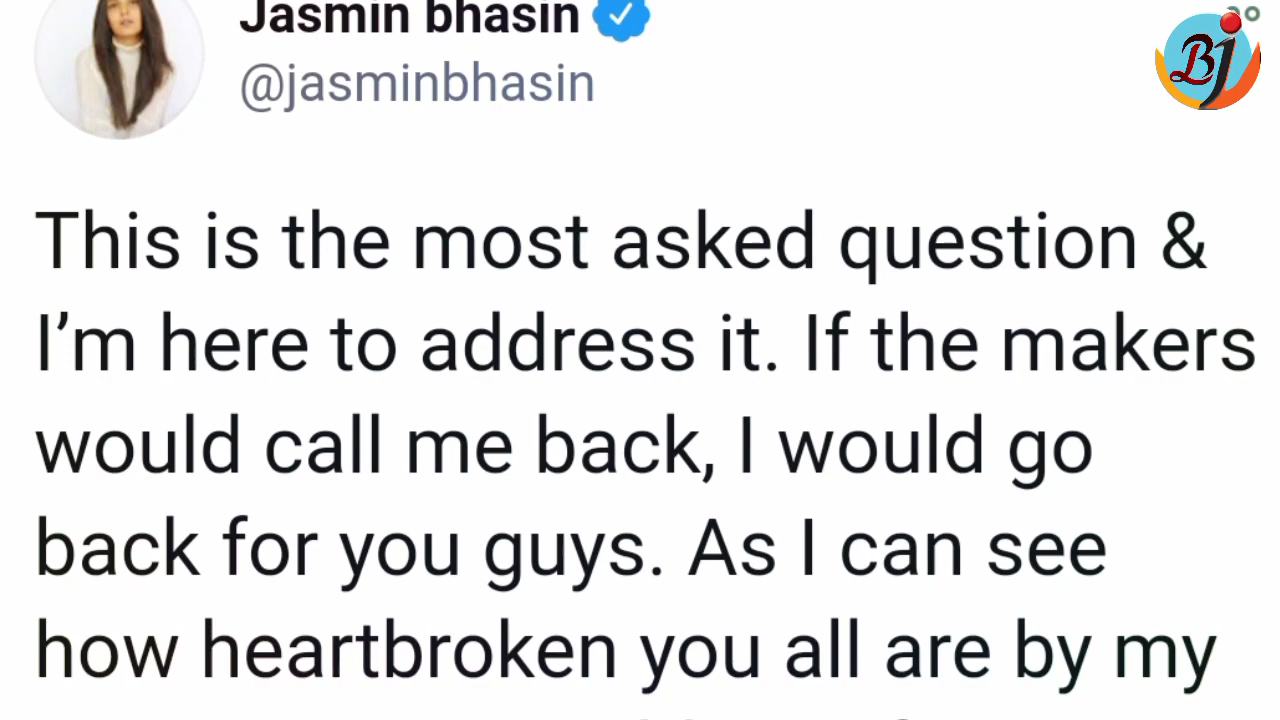 Jasmin bhasin
@jasminbhasin
Bj
This is the most asked question &
I’m here to address it. If the makers
would call me back, I would go
back for you guys. As I can see
how heartbroken you all are by my